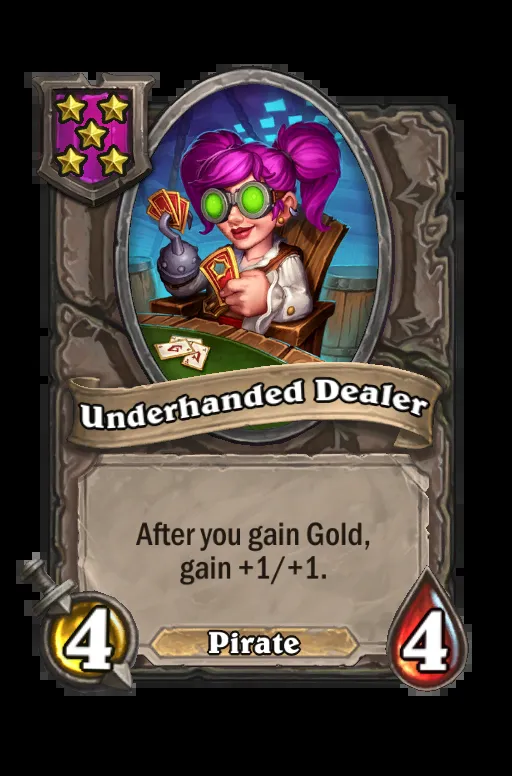 Underhanded Dealer
After you gain Gold,
gain +1/+1.
4
Pirate
4